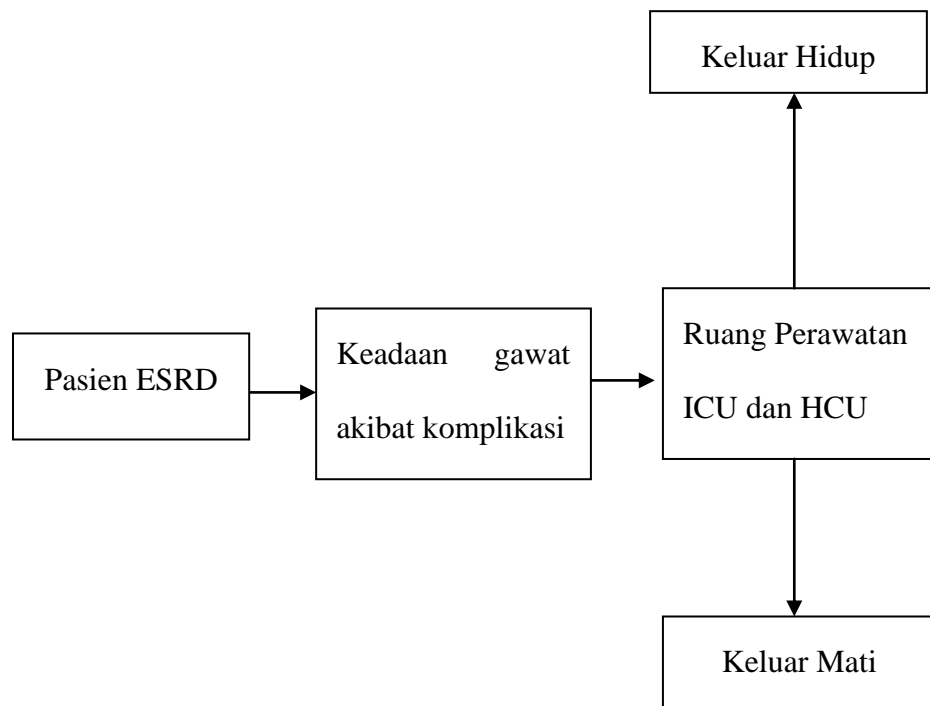 Keluar Hidup
Pasien ESRD
Keadaan gawat
akibat komplikasi
Ruang Perawatan
ICU dan HCU
Keluar Mati